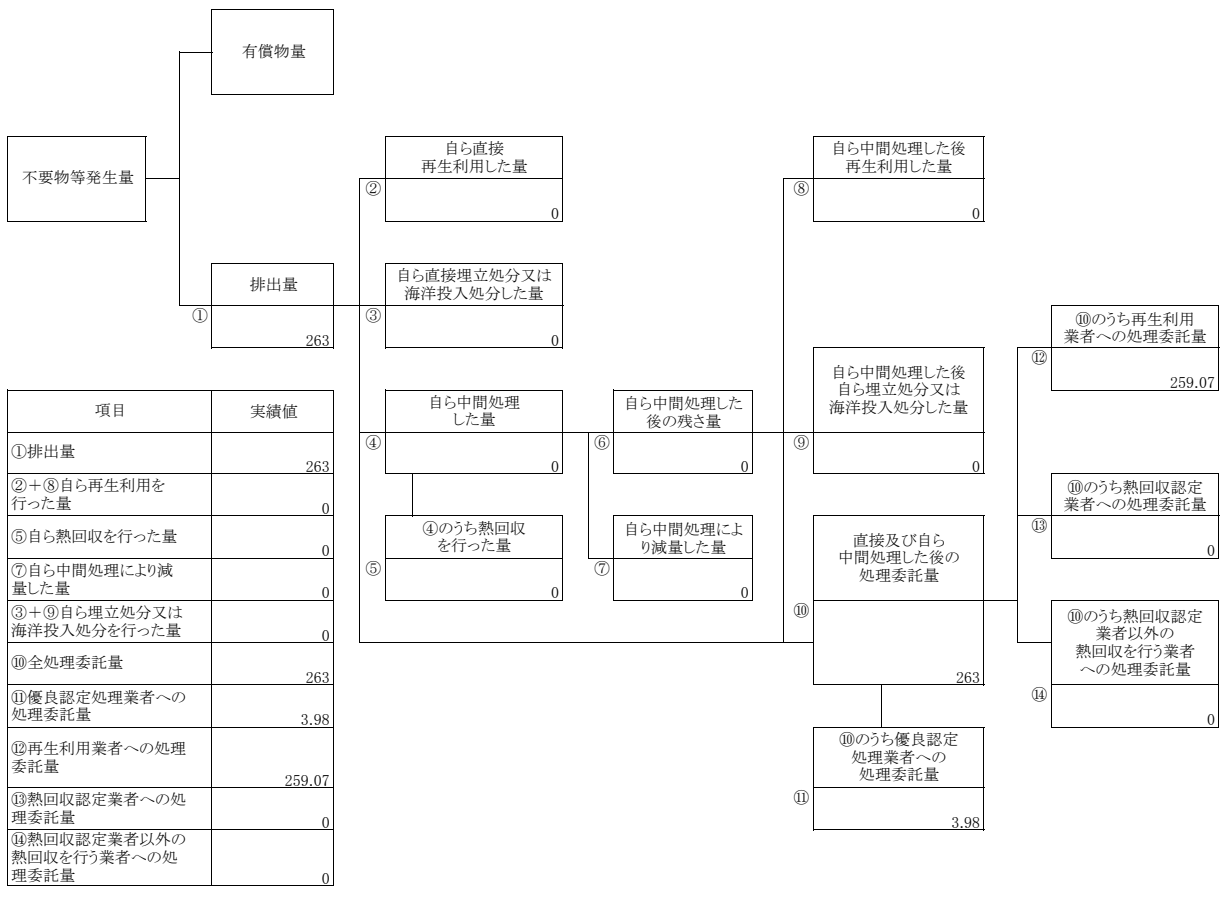 有償物量
不要物等発生量
排出量
①
263
自ら直接
再生利用した量
②
0
自ら直接埋立処分又は
海洋投入処分した量
③
0
自ら中間処理
した量
④
0
④のうち熱回収
を行った量
⑤
0
自ら中間処理した
後の残さ量
⑥
0
自ら中間処理によ
り減量した量
⑦
0
自ら中間処理した後
再生利用した量
⑧
0
自ら中間処理した後
自ら埋立処分又は
海洋投入処分した量
⑨
0
直接及び自ら
中間処理した後の
処理委託量
⑩
263
⑩のうち優良認定
処理業者への
処理委託量
⑪
3.98
⑩のうち再生利用
業者への処理委託量
⑫
259.07
⑩のうち熱回収認定
業者への処理委託量
⑬
0
⑩のうち熱回収認定
業者以外の
熱回収を行う業者
への処理委託量
⑭
0
項目 実績値
①排出量
263
②＋⑧自ら再生利用を
行った量
0
⑤自ら熱回収を行った量
0
⑦自ら中間処理により減
量した量
0
③＋⑨自ら埋立処分又は
海洋投入処分を行った量
0
⑩全処理委託量
263
⑪優良認定処理業者への
処理委託量
3.98
⑫再生利用業者への処理
委託量
259.07
⑬熱回収認定業者への処
理委託量
0
⑭熱回収認定業者以外の
熱回収を行う業者への処
理委託量
0